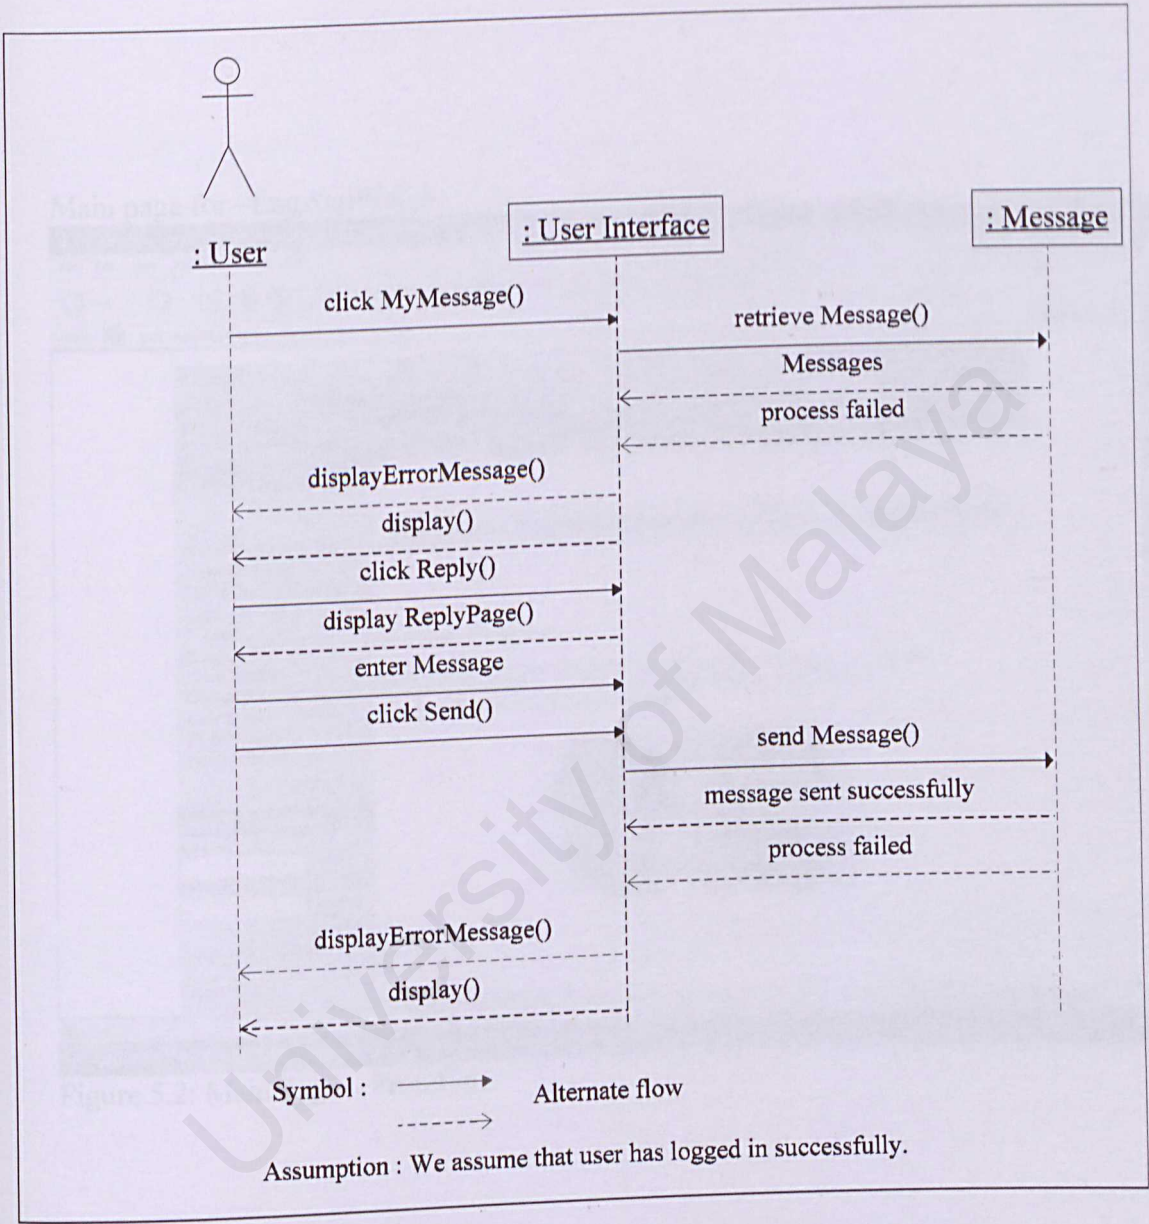 : User
: User Interface
: Message
click MyMessage()
retrieve Message()
Messages
process failed
displayErrorMessage()
display()
click Reply()
display ReplyPage()
enter Message
click Send()
send Message()
message sent successfully
process failed
displayErrorMessage()
display()
Symbol :
Alternate flow
Assumption : We assume that user has logged in successfully.
University of Malaya
Main page for
Figure 5.2: